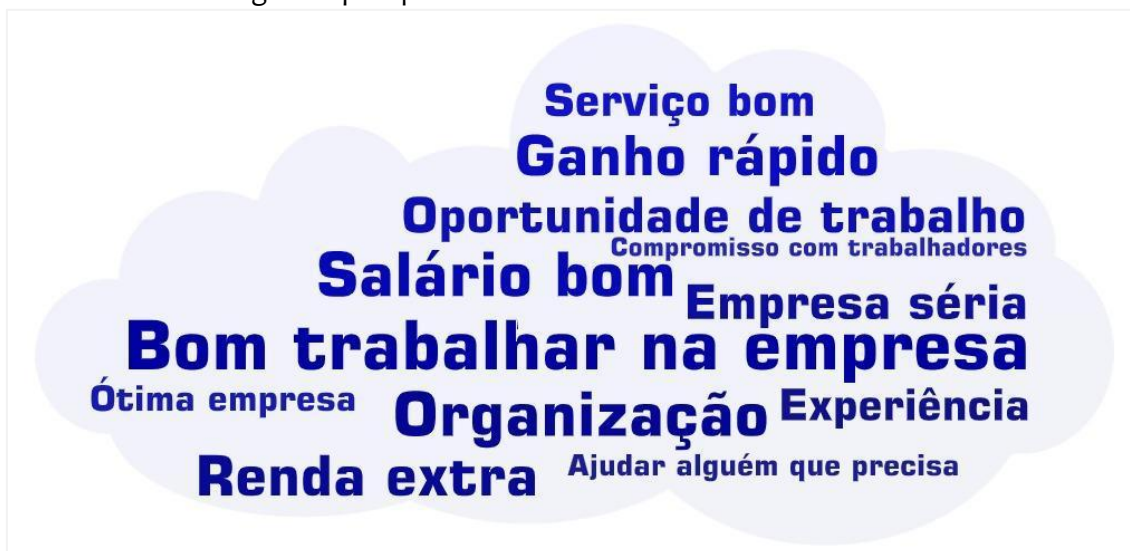 Serviço bom
Ganho rápido
Oportunidade de trabalho
Compromisso com trabalhadores
Salário bom
Empresa séria
Bom trabalhar na empresa
Ótima empresa
Organização
Experiência
Renda extra
Ajudar alguém que precisa